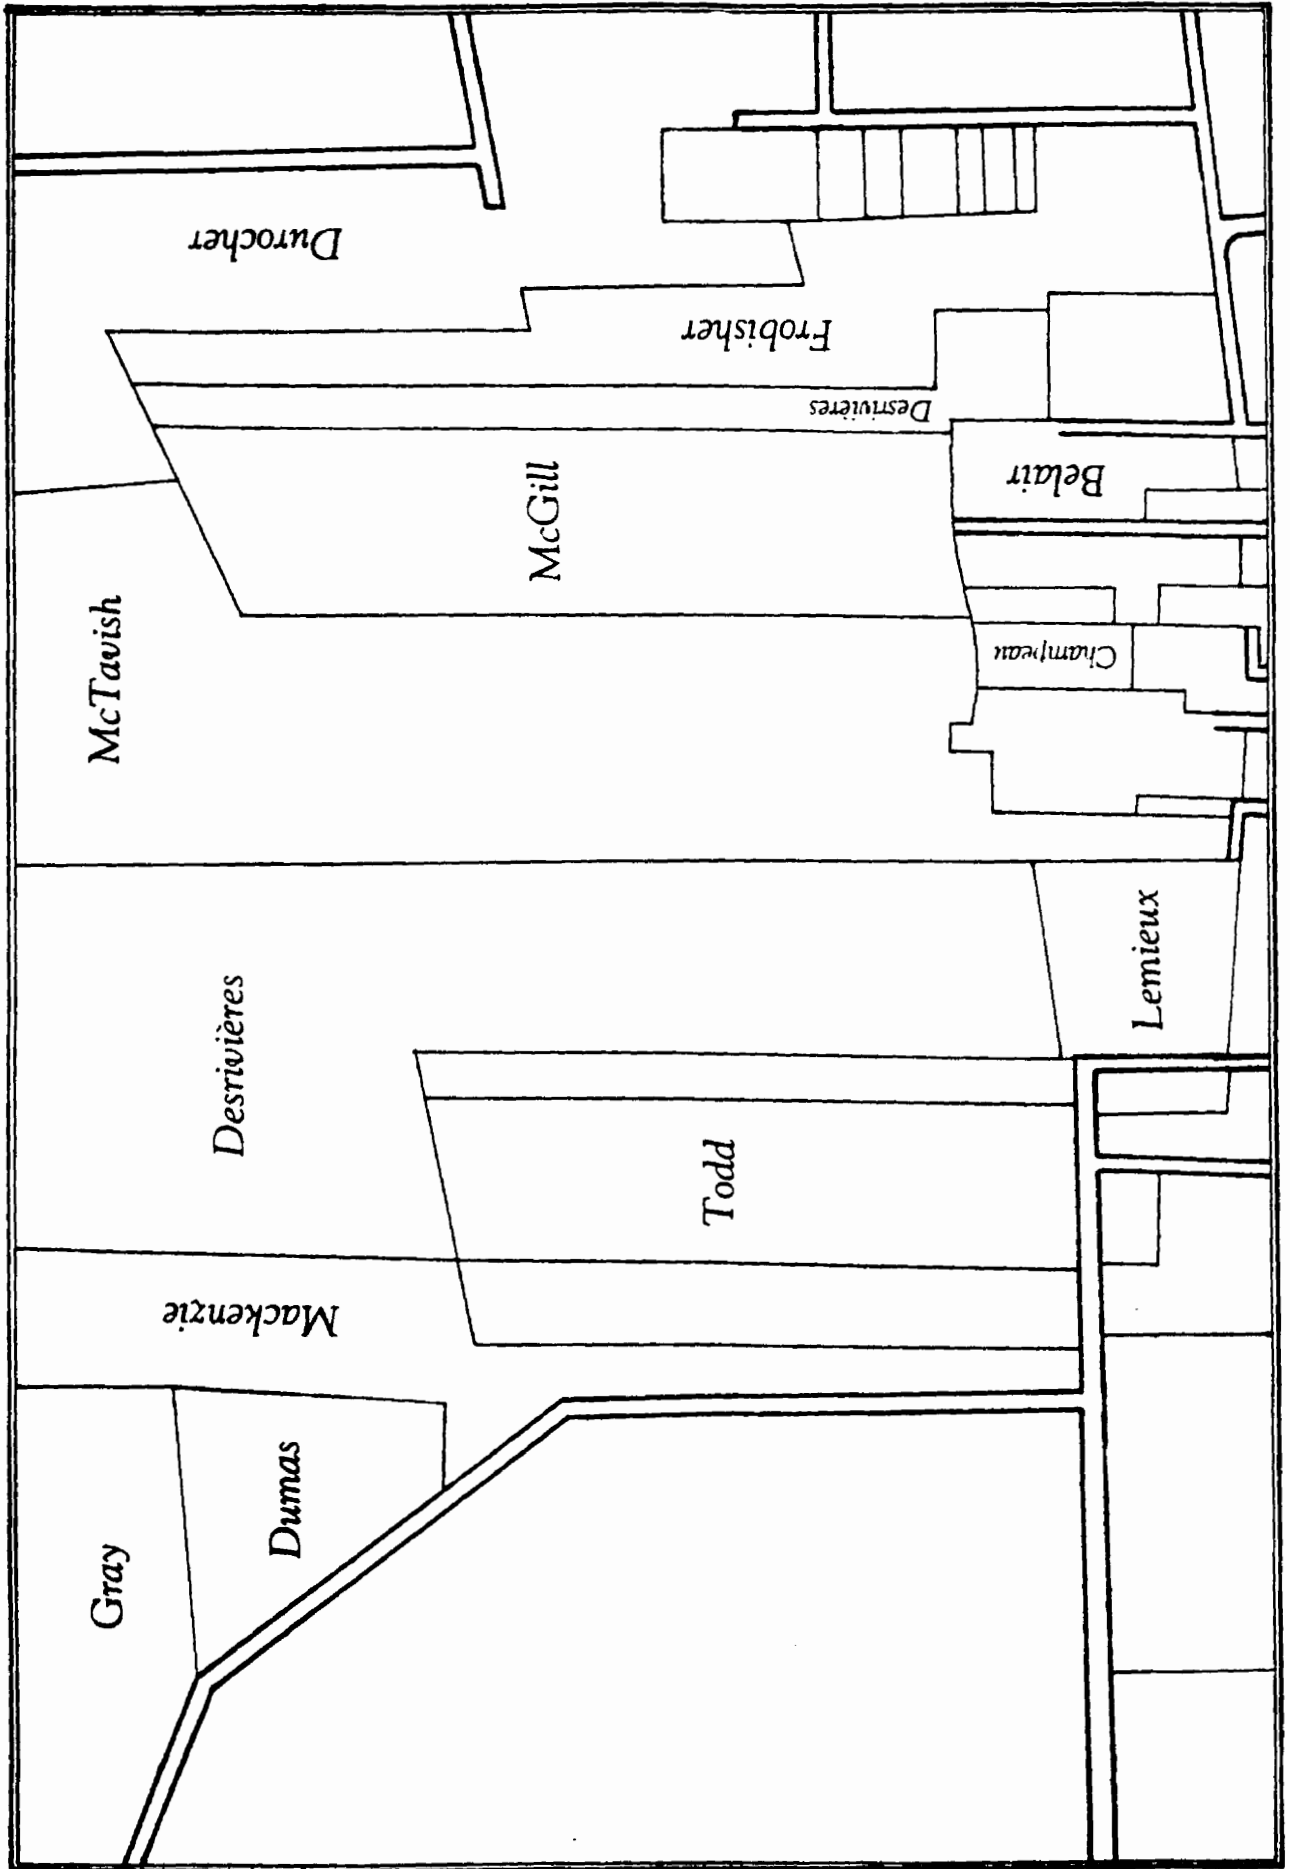 Durocher
Frobisher
Desrivières
McGill
Belair
McTavish
Champeau
Lemieux
Desrivières
Todd
Mackenzie
Dumas
Gray